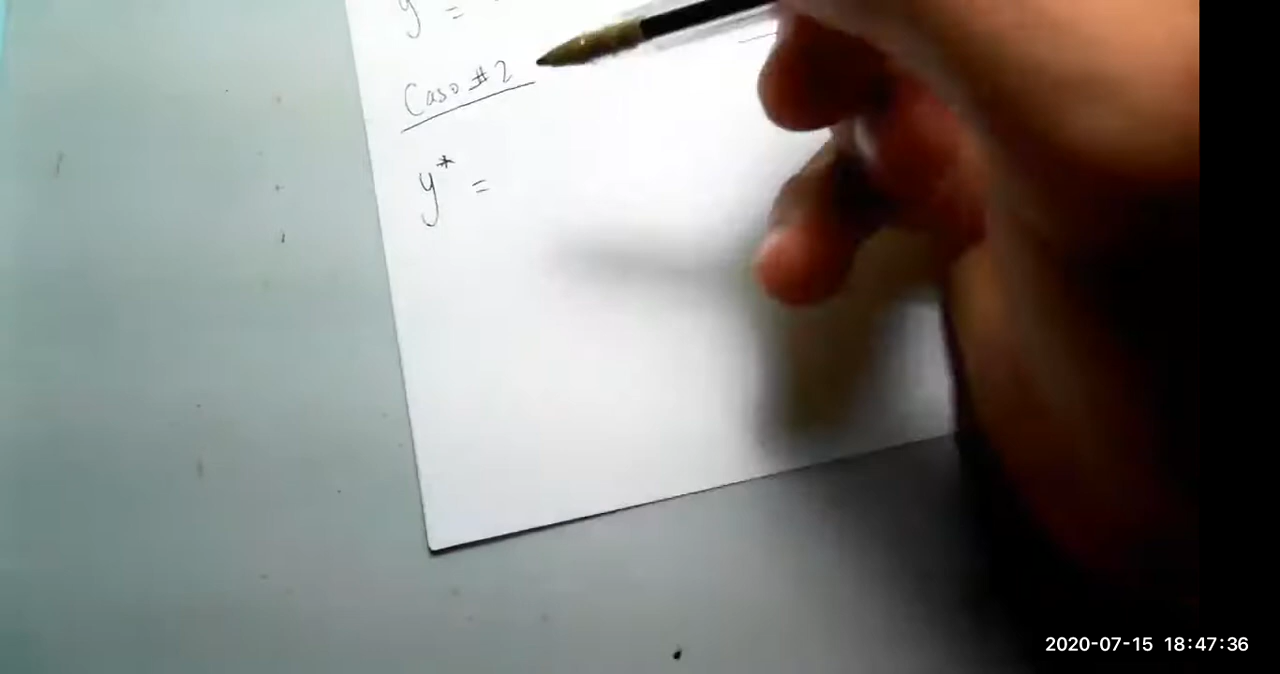 y =
Caso #2
y* =
2020-07-15 18:47:36